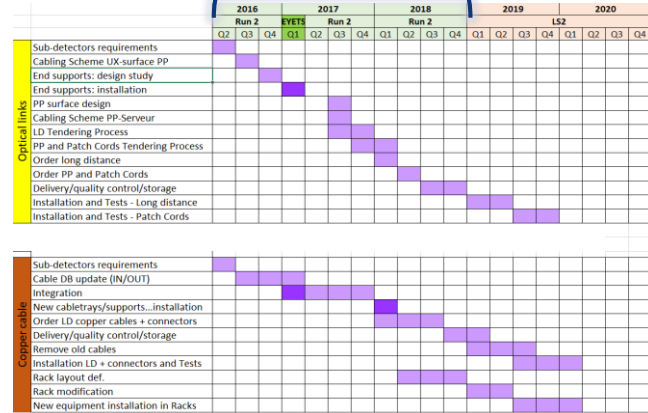 2016 2017 2018 2019 2020
Run 2 EYETS Run 2 Run 2 LS2
Q2 Q3 Q4 Q1 Q2 Q3 Q4 Q1 Q2 Q3 Q4 Q1 Q2 Q3 Q4 Q1 Q2 Q3 Q4
Optical links
Sub-detectors requirements
Cabling Scheme UX-surface PP
End supports: design study
End supports: installation
PP surface design
Cabling Scheme PP-Serveur
LD Tendering Process
PP and Patch Cords Tendering Process
Order long distance
Order PP and Patch Cords
Delivery/quality control/storage
Installation and Tests - Long distance
Installation and Tests - Patch Cords
Copper cable
Sub-detectors requirements
Cable DB update (IN/OUT)
Integration
New cabletrays/supports...installation
Order LD copper cables + connectors
Delivery/quality control/storage
Remove old cables
Installation LD + connectors and Tests
Rack layout def.
Rack modification
New equipment installation in Racks